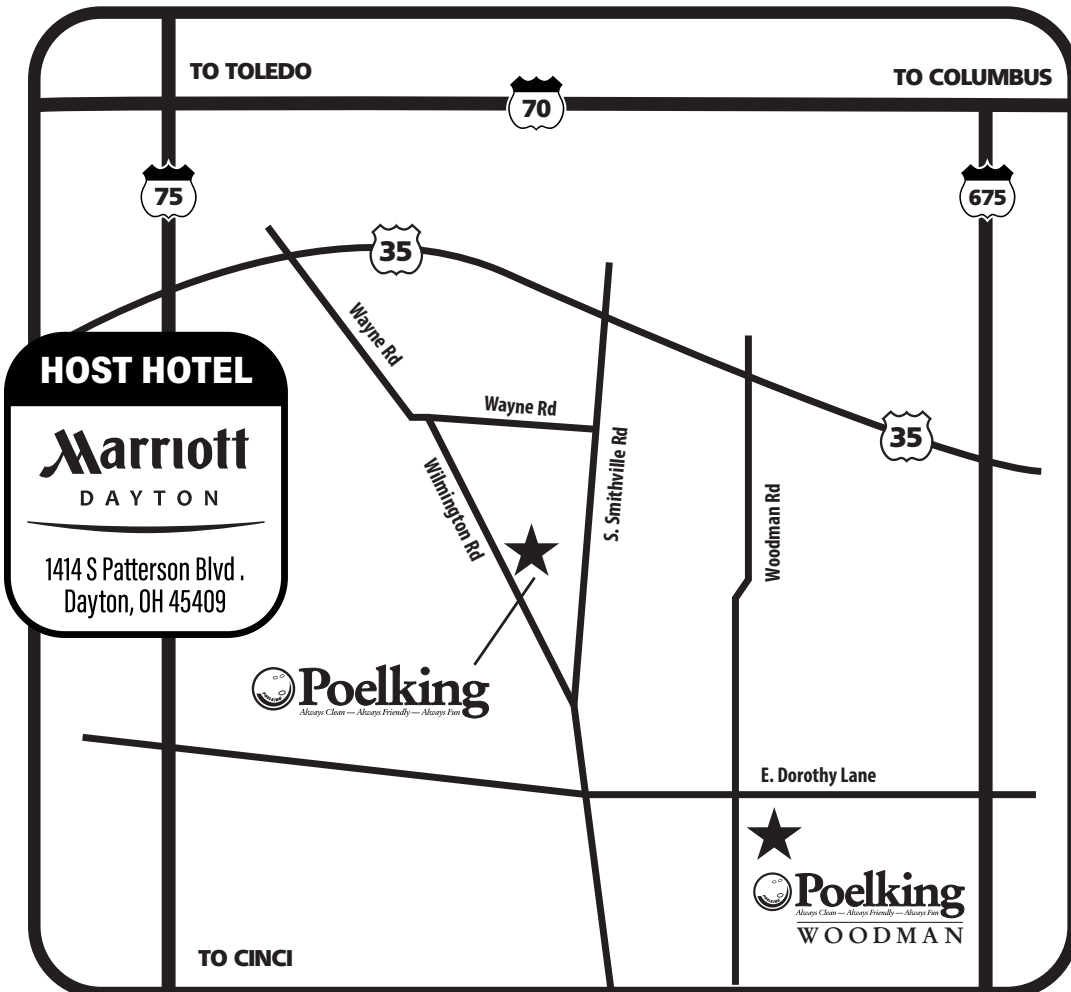 TO TOLEDO
TO COLUMBUS
70
75
675
35
Wayne Rd
HOST HOTEL
Marriott
DAYTON
1414 S Patterson Blvd .
Dayton, OH 45409
Wayne Rd
35
S. Smithville Rd
Wilmington Rd
Woodman Rd
Poelking
Always Clean — Always Friendly — Always Fun
E. Dorothy Lane
Poelking
Always Clean — Always Friendly — Always Fun
WOODMAN
TO CINCI